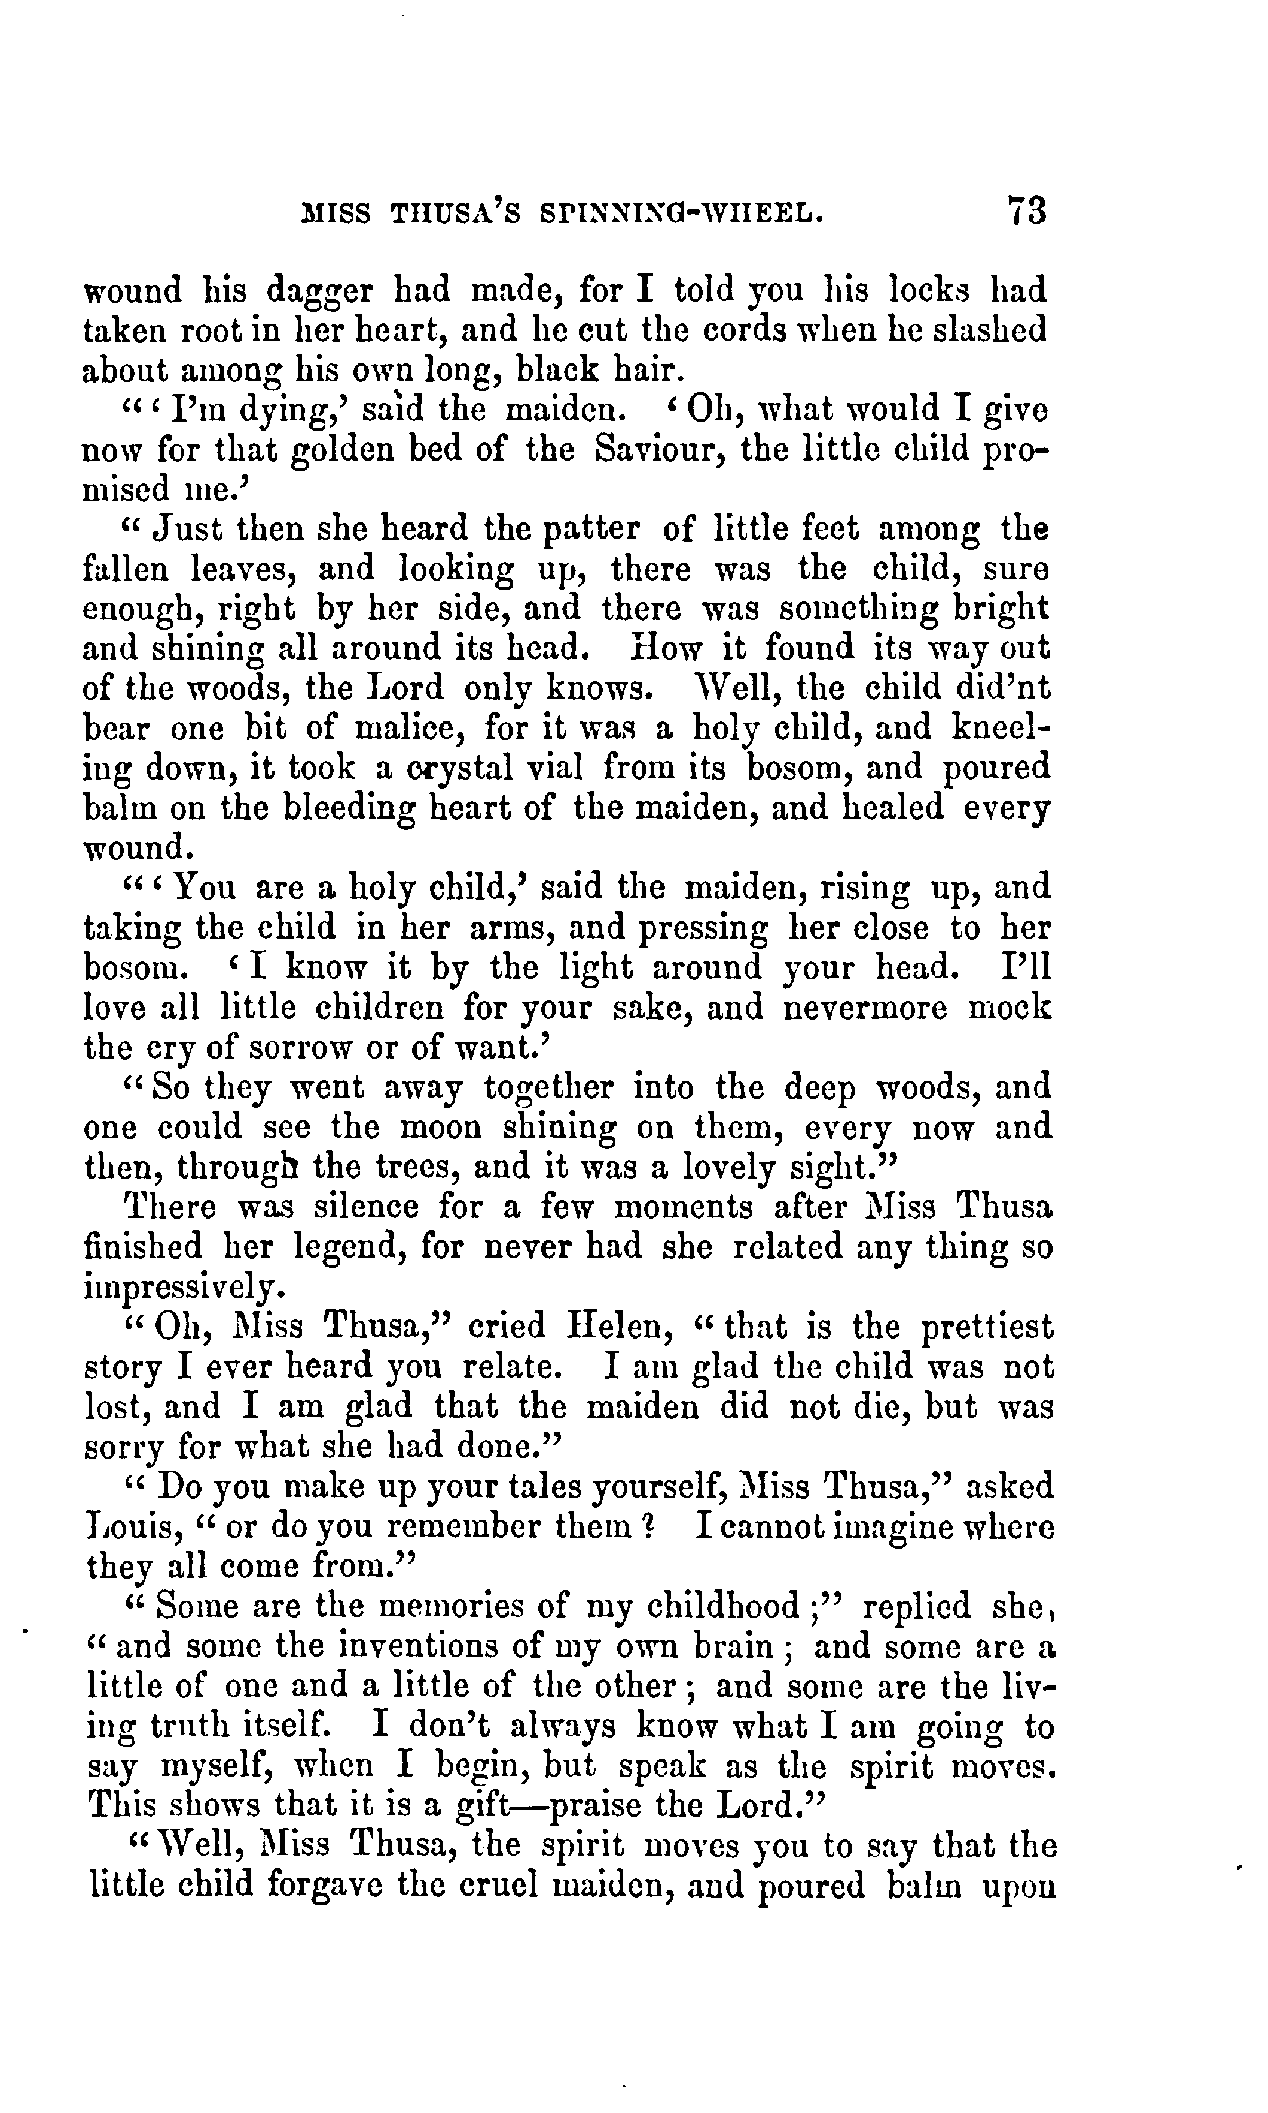 MISS THUSA'S SPINNING-WHEEL. 73
wound his dagger had made, for I told you his locks had
taken root in her heart, and he cut the cords when he slashed
about among his own long, black hair.
"'I'm dying,' said the maiden. 'Oh, what would I give
now for that golden bed of the Saviour, the little child pro-
mised me.'
"Just then she heard the patter of little feet among the
fallen leaves, and looking up, there was the child, sure
enough, right by her side, and there was something bright
and shining all around its head. How it found its way out
of the woods, the Lord only knows. Well, the child did'nt
bear one bit of malice, for it was a holy child, and kneel-
ing down, it took a crystal vial from its bosom, and poured
balm on the bleeding heart of the maiden, and healed every
wound.
"'You are a holy child,' said the maiden, rising up, and
taking the child in her arms, and pressing her close to her
bosom. 'I know it by the light around your head. I'll
love all little children for your sake, and nevermore mock
the cry of sorrow or of want.'
"So they went away together into the deep woods, and
one could see the moon shining on them, every now and
then, through the trees, and it was a lovely sight."
There was silence for a few moments after Miss Thusa
finished her legend, for never had she related any thing so
impressively.
"Oh, Miss Thusa," cried Helen, "that is the prettiest
story I ever heard you relate. I am glad the child was not
lost, and I am glad that the maiden did not die, but was
sorry for what she had done."
"Do you make up your tales yourself, Miss Thusa," asked
Louis, "or do you remember them? I cannot imagine where
they all come from."
"Some are the memories of my childhood;" replied she,
"and some the inventions of my own brain; and some are a
little of one and a little of the other; and some are the liv-
ing truth itself. I don't always know what I am going to
say myself, when I begin, but speak as the spirit moves.
This shows that it is a gift—praise the Lord."
"Well, Miss Thusa, the spirit moves you to say that the
little child forgave the cruel maiden, and poured balm upon